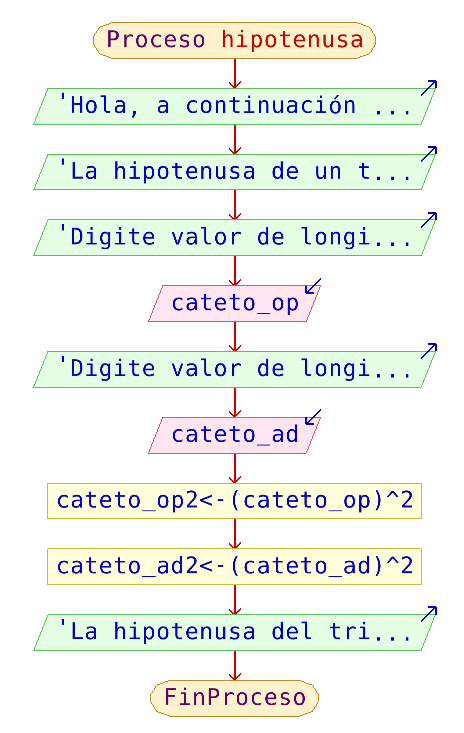 Proceso hipotenusa
'Hola, a continuación ...
'La hipotenusa de un t...
'Digite valor de longi...
cateto_op
'Digite valor de longi...
cateto_ad
cateto_op2<-(cateto_op)^2
cateto_ad2<-(cateto_ad)^2
'La hipotenusa del tri...
FinProceso